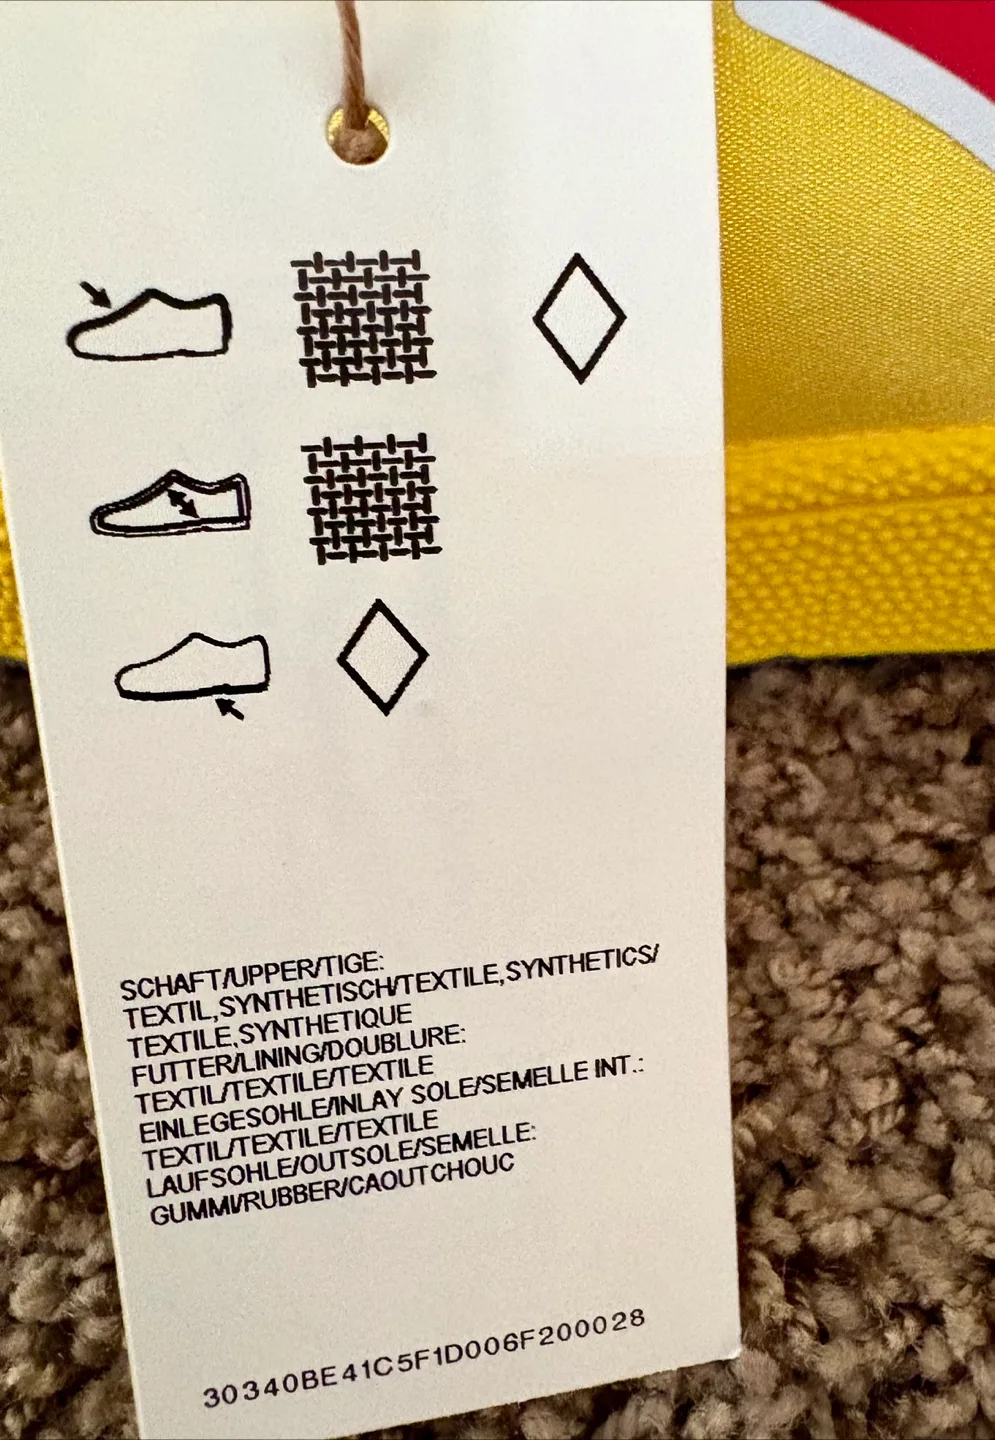 SCHAFT/UPPER/TIGE:
TEXTIL,SYNTHETISCH/TEXTILE,SYNTHETICS/
TEXTILE,SYNTHETIQUE
FUTTER/LINING/DOUBLURE:
TEXTIL/TEXTILE/TEXTILE
EINLEGESOHLE/INLAY SOLE/SEMELLE INT.:
TEXTIL/TEXTILE/TEXTILE
LAUFSOHLE/OUTSOLE/SEMELLE:
GUMMI/RUBBER/CAOUTCHOUC
30340BE41C5F1D006F200028